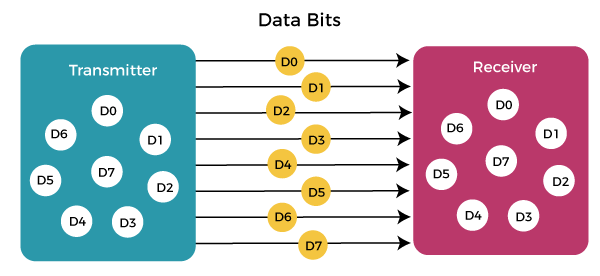 Data Bits
Transmitter
D0
D6
D1
D7
D5
D2
D4
D3
D0
D1
D2
D3
D4
D5
D6
D7
Receiver
D0
D6
D1
D7
D5
D2
D4
D3